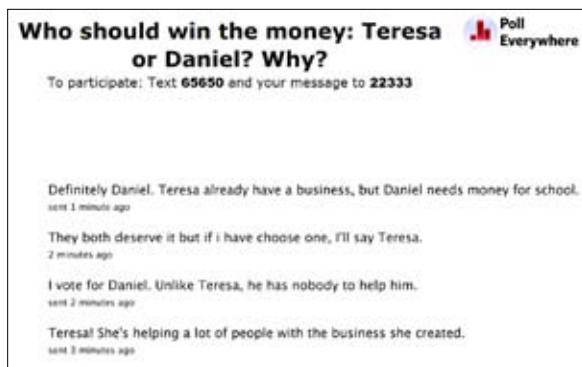 Who should win the money: Teresa
or Daniel? Why?
Poll
Everywhere
To participate: Text 65650 and your message to 22333
Definitely Daniel. Teresa already have a business, but Daniel needs money for school.
sent 1 minute ago
They both deserve it but if i have choose one, I'll say Teresa.
2 minutes ago
I vote for Daniel. Unlike Teresa, he has nobody to help him.
sent 2 minutes ago
Teresa! She's helping a lot of people with the business she created.
sent 3 minutes ago